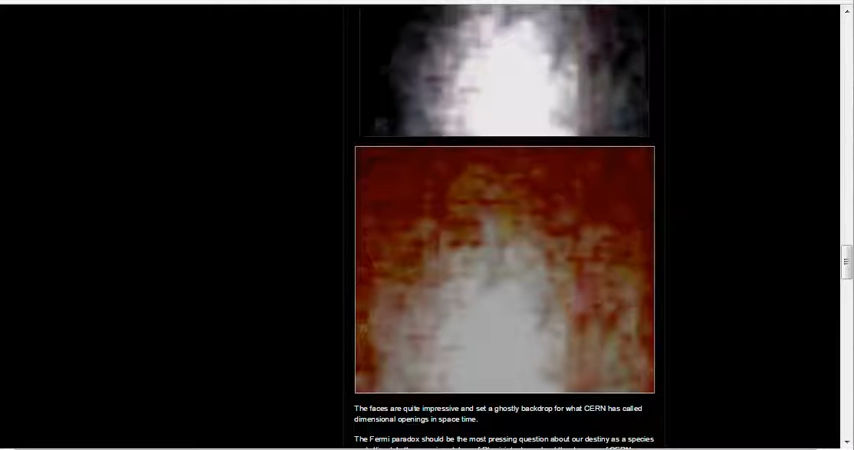 The faces are quite impressive and set a ghostly backdrop for what CERN has called
dimensional openings in space time.
The Fermi paradox should be the most pressing question about our destiny as a species